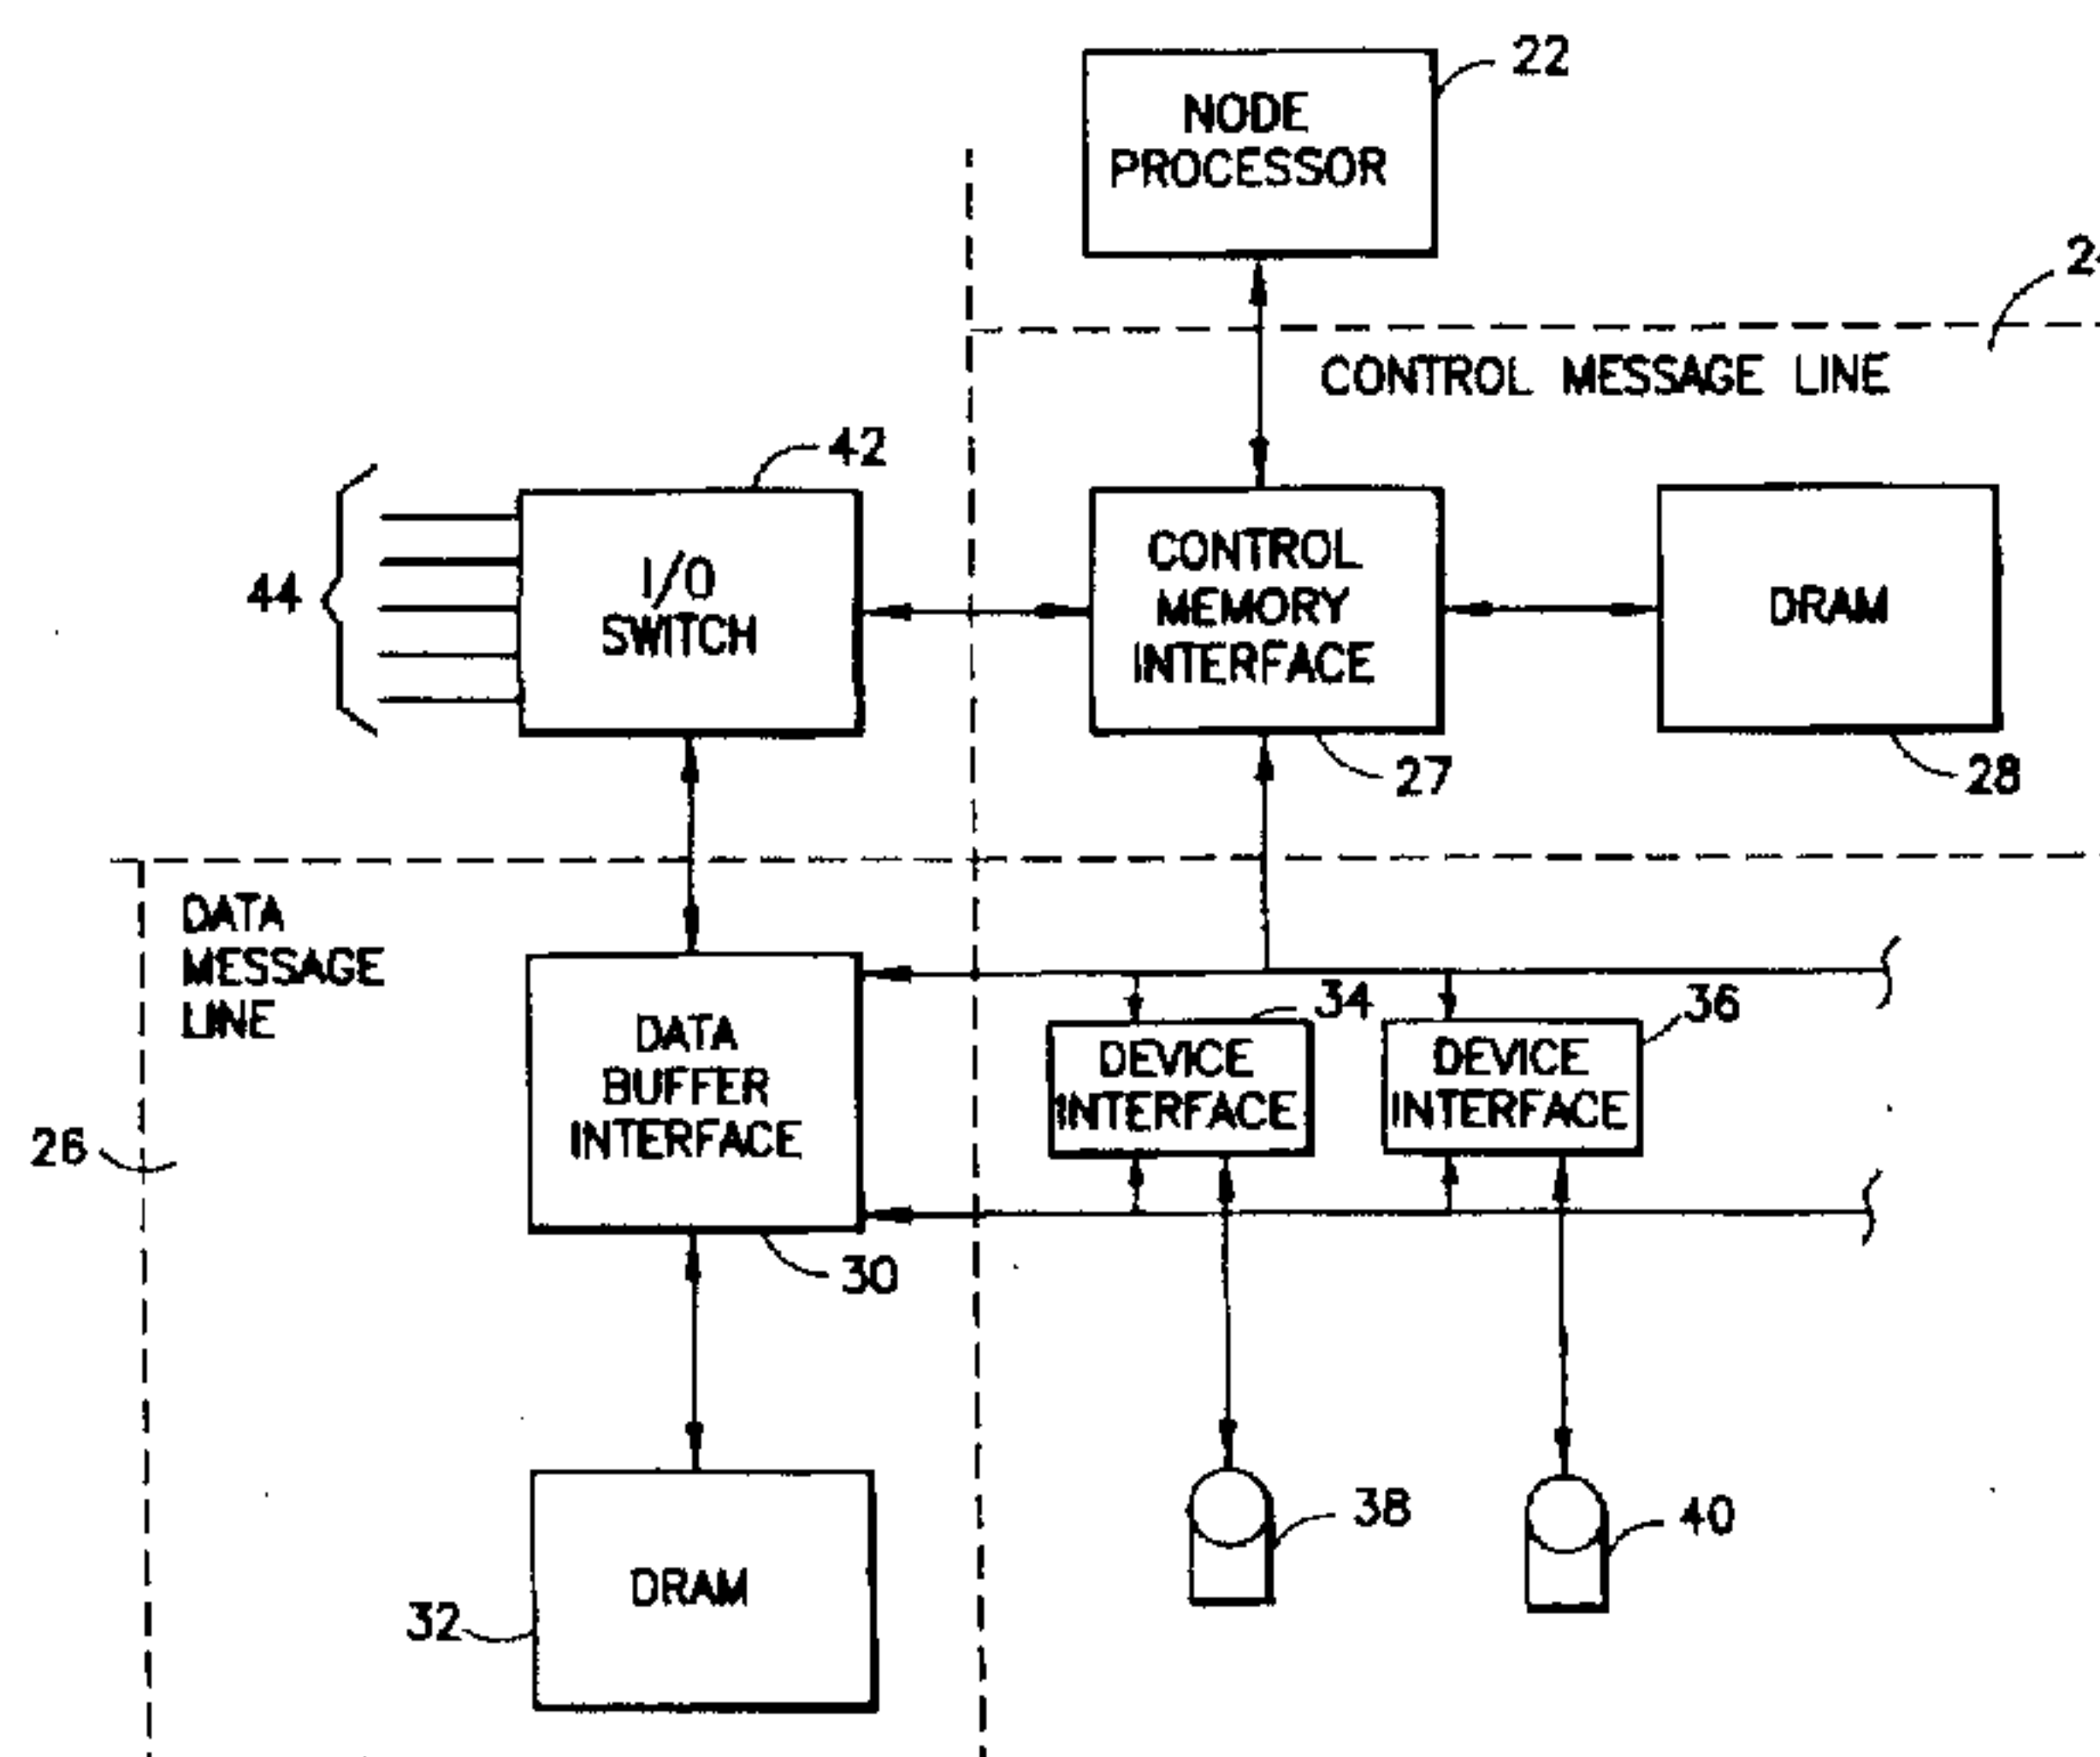 22
NODE
PROCESSOR
CONTROL MESSAGE LINE
42
44
I/O
SWITCH
CONTROL
MEMORY
INTERFACE
DRAM
27
28
DATA
MESSAGE
LINE
34
36
DATA
BUFFER
INTERFACE
DEVICE
INTERFACE
DEVICE
INTERFACE
26
30
38
40
DRAM
32